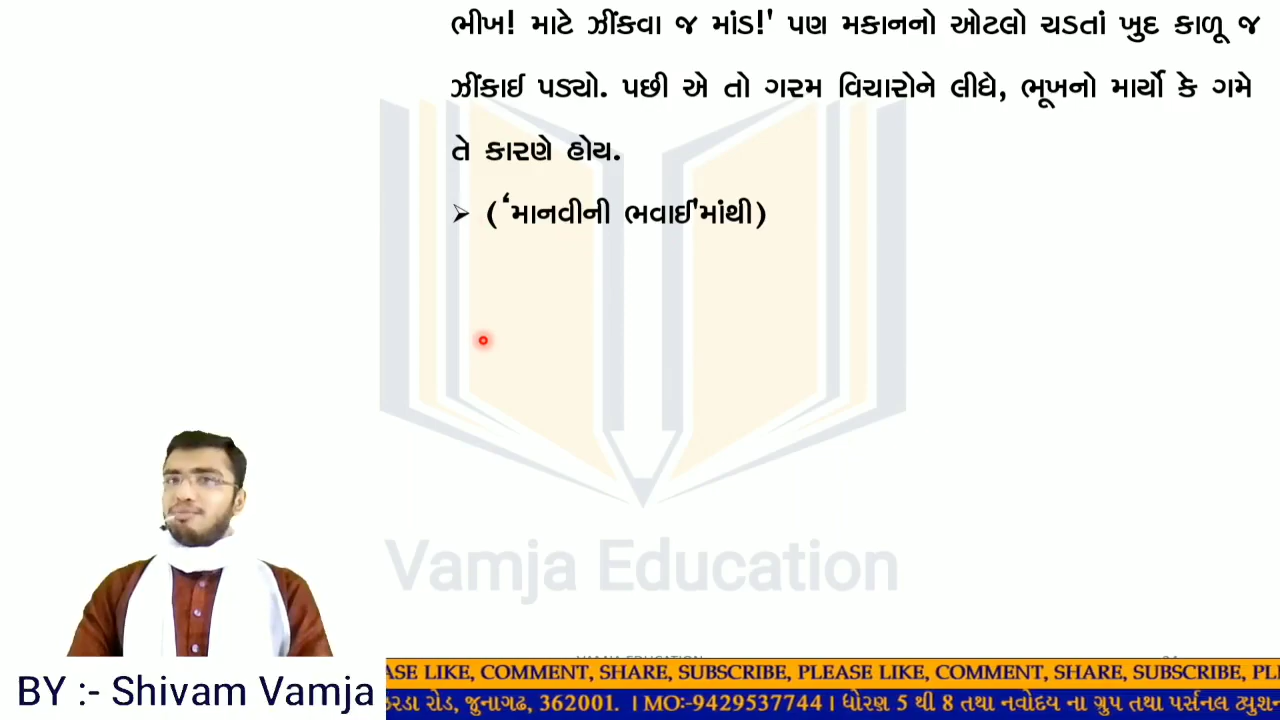 ભીખ! માટે ઝીંકવા જ માંડ!' પણ મકાનનો ઓટલો ચડતાં ખુદ કાળૂ જ
ઝીંકાઈ પડ્યો. પછી એ તો ગરમ વિચારોને લીધે, ભૂખનો માર્યો કે ગમે
તે કારણે હોય.
➢ ('માનવીની ભવાઈ'માંથી)
Vamja Education
BY :- Shivam Vamja
ASE LIKE, COMMENT, SHARE, SUBSCRIBE, PLEASE LIKE, COMMENT, SHARE, SUBSCRIBE, PL
રોડ, જુનાગઢ, 362001. । MO:-9429537744 । ધોરણ 5 થી 8 તથા નવોદય ના ગ્રુપ તથા પર્સનલ ટ્યુશન